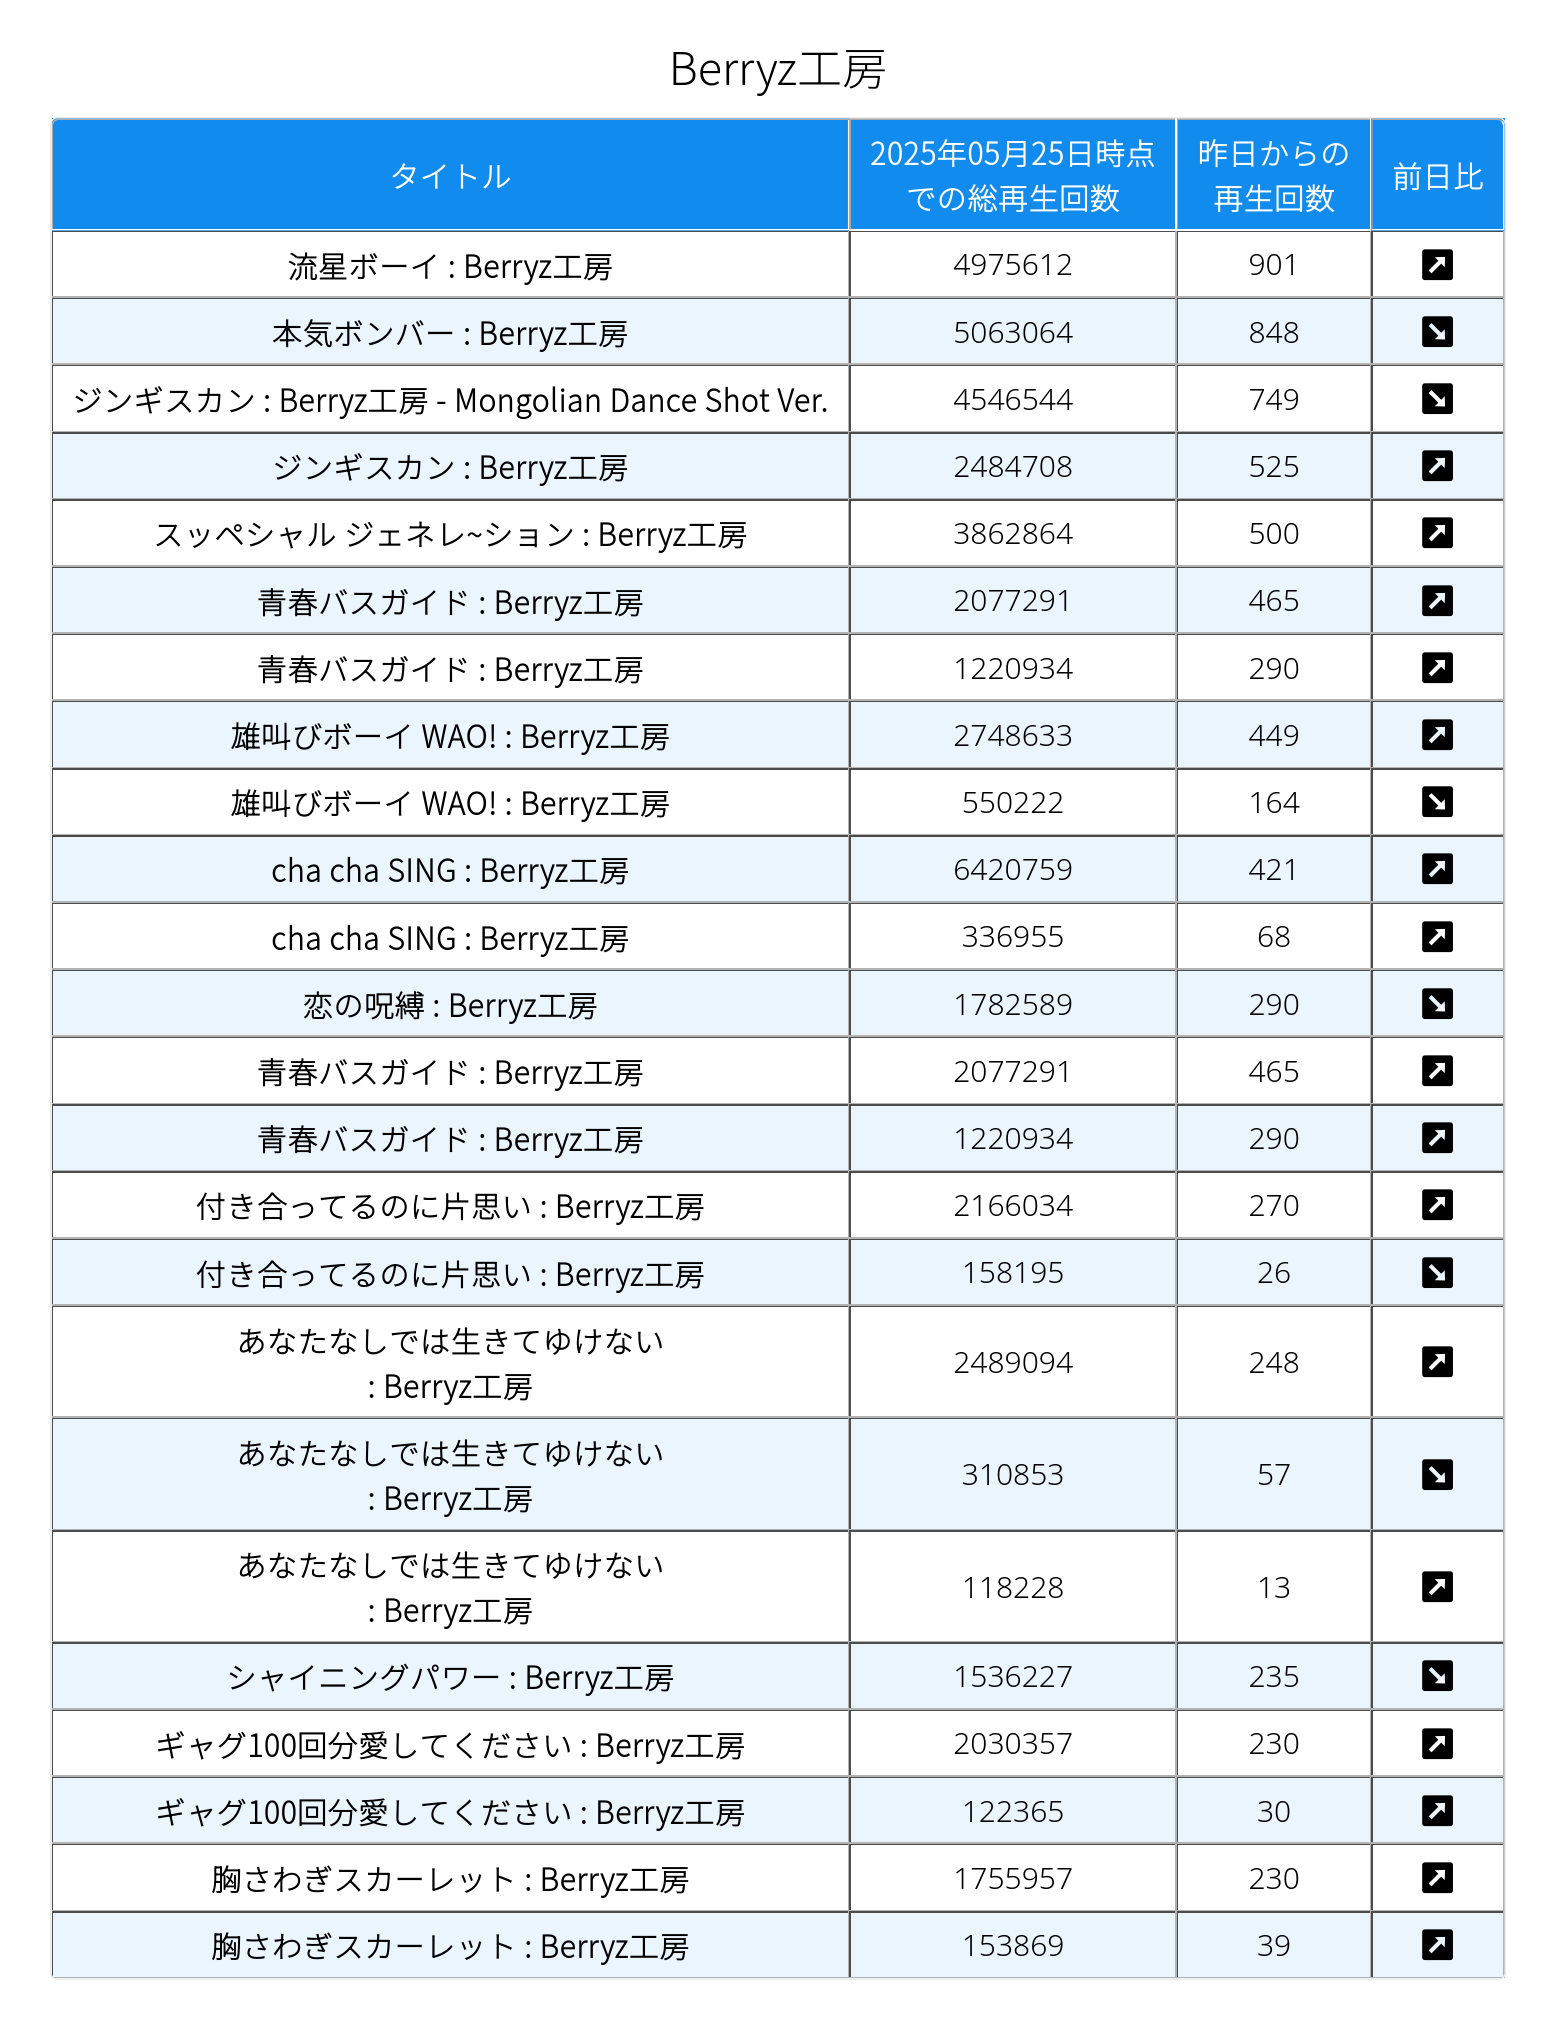 Berryz工房
タイトル 2025年05月25日時点での総再生回数 昨日からの再生回数 前日比
流星ボーイ : Berryz工房 4975612 901 ↗
本気ボンバー : Berryz工房 5063064 848 ↘
ジンギスカン : Berryz工房 - Mongolian Dance Shot Ver. 4546544 749 ↘
ジンギスカン : Berryz工房 2484708 525 ↗
スッペシャル ジェネレ~ション : Berryz工房 3862864 500 ↗
青春バスガイド : Berryz工房 2077291 465 ↗
青春バスガイド : Berryz工房 1220934 290 ↗
雄叫びボーイ WAO! : Berryz工房 2748633 449 ↗
雄叫びボーイ WAO! : Berryz工房 550222 164 ↘
cha cha SING : Berryz工房 6420759 421 ↗
cha cha SING : Berryz工房 336955 68 ↗
恋の呪縛 : Berryz工房 1782589 290 ↘
青春バスガイド : Berryz工房 2077291 465 ↗
青春バスガイド : Berryz工房 1220934 290 ↗
付き合ってるのに片思い : Berryz工房 2166034 270 ↗
付き合ってるのに片思い : Berryz工房 158195 26 ↘
あなたなしでは生きてゆけない
: Berryz工房 2489094 248 ↗
あなたなしでは生きてゆけない
: Berryz工房 310853 57 ↘
あなたなしでは生きてゆけない
: Berryz工房 118228 13 ↗
シャイニングパワー : Berryz工房 1536227 235 ↘
ギャグ100回分愛してください : Berryz工房 2030357 230 ↗
ギャグ100回分愛してください : Berryz工房 122365 30 ↗
胸さわぎスカーレット : Berryz工房 1755957 230 ↗
胸さわぎスカーレット : Berryz工房 153869 39 ↗